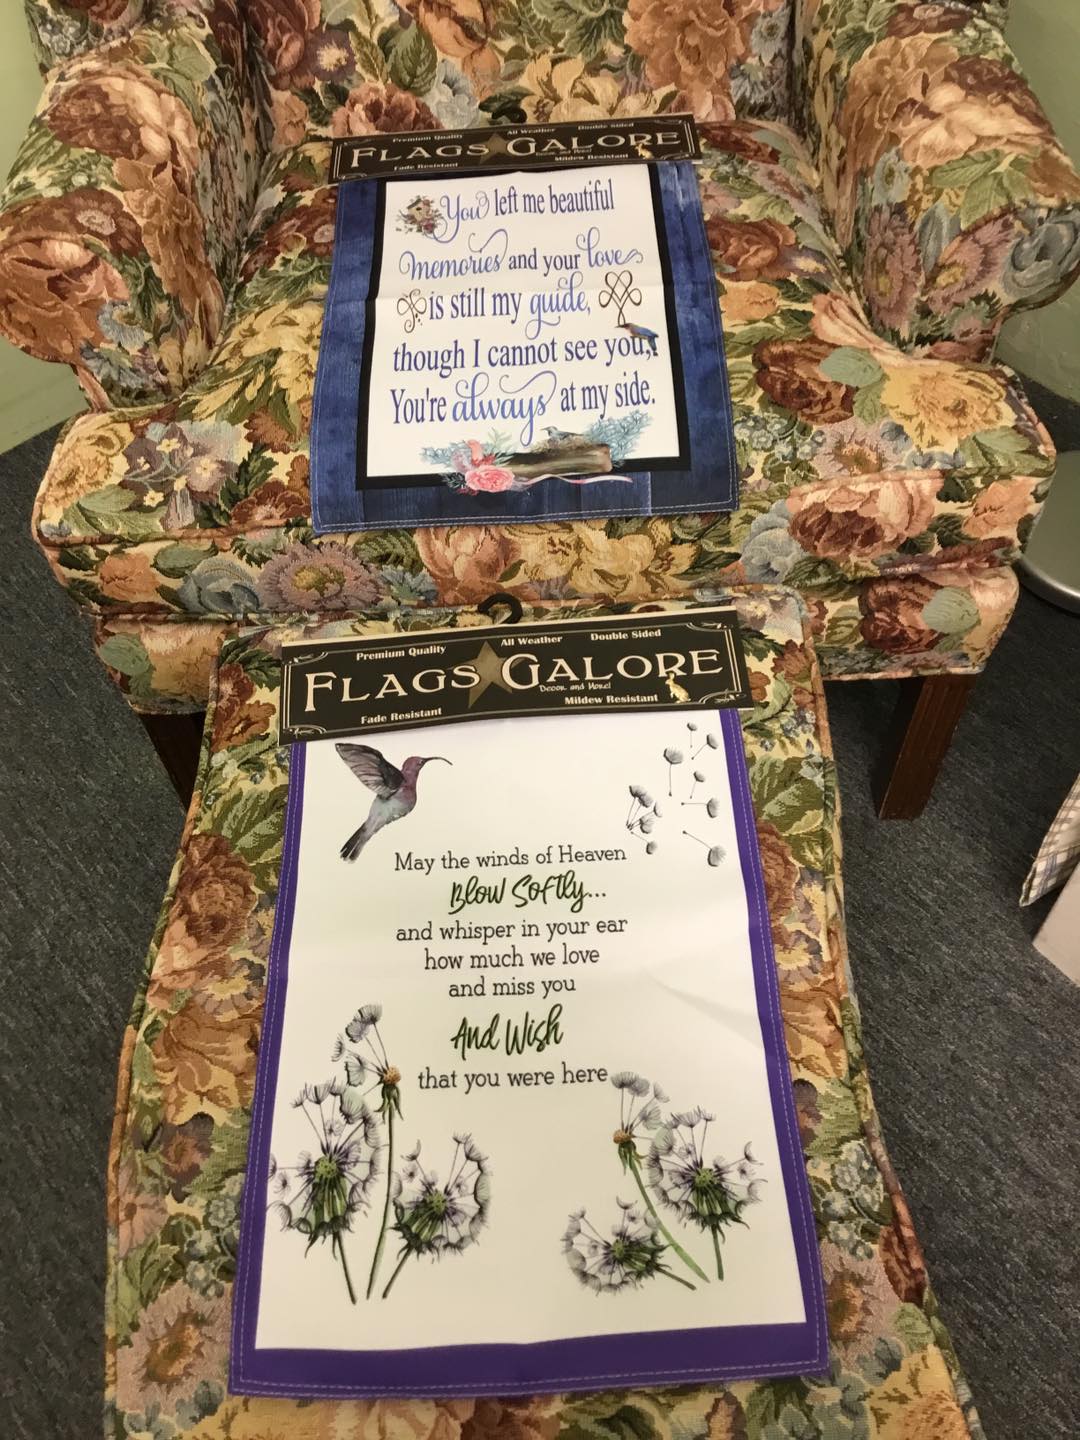 Premium Quality All Weather Double Sided
FLAGS GALORE
Decor and More!
Fade Resistant Mildew Resistant
You left me beautiful
Memories and your love
is still my guide,
though I cannot see you,
You're always at my side.
Premium Quality All Weather Double Sided
FLAGS GALORE
Decor and More!
Fade Resistant Mildew Resistant
May the winds of Heaven
Blow Softly...
and whisper in your ear
how much we love
and miss you
And Wish
that you were here